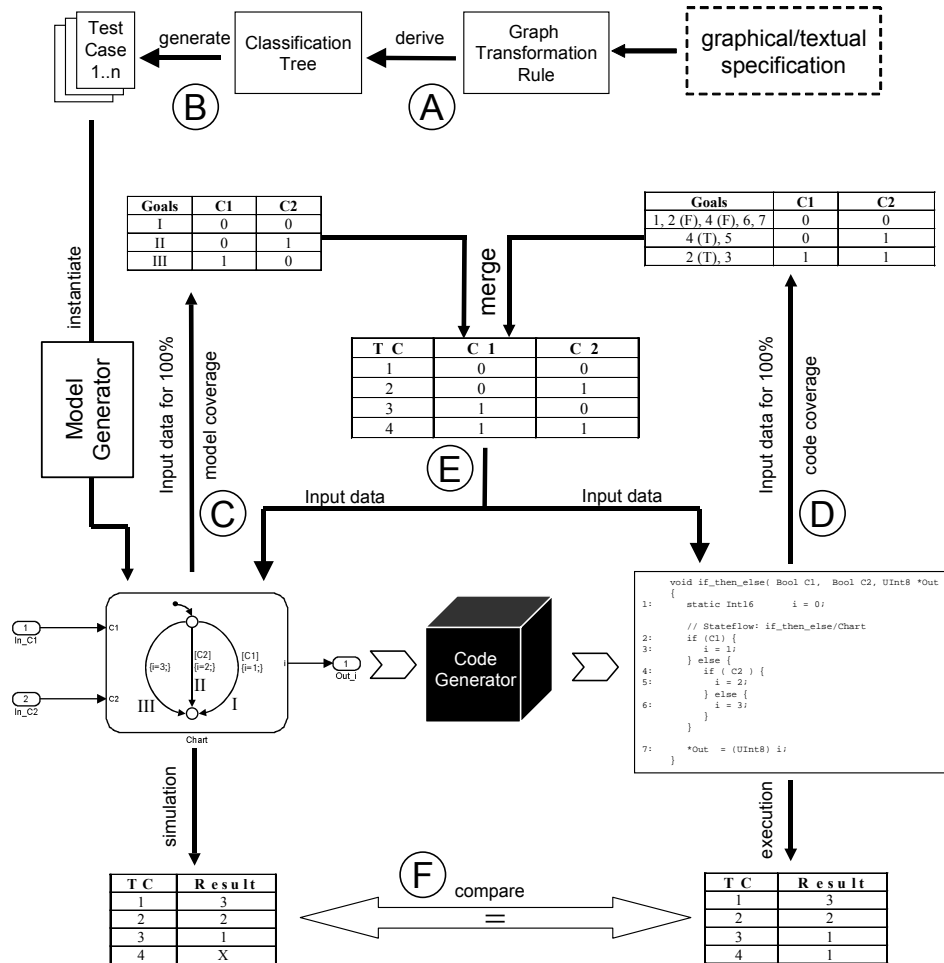 Test
Case
1..n
generate
B
Classification
Tree
derive
A
Graph
Transformation
Rule
graphical/textual
specification
instantiate
Model
Generator
Goals C1 C2
I 0 0
II 0 1
III 1 0
Input data for 100%
model coverage
C
merge
Goals C1 C2
1, 2 (F), 4 (F), 6, 7 0 0
4 (T), 5 0 1
2 (T), 3 1 1
Input data for 100%
code coverage
D
T C C 1 C 2
1 0 0
2 0 1
3 1 0
4 1 1
E
Input data
Input data
1
In_C1
2
In_C2
C1
C2
{i=3;}
[C2]
{i=2;}
[C1]
{i=1;}
III
II
I
i
Chart
1
Out_i
Code
Generator
void if_then_else( Bool C1, Bool C2, UInt8 *Out
{
1: static Int16 i = 0;
// Stateflow: if_then_else/Chart
2: if (C1) {
3: i = 1;
} else {
4: if ( C2 ) {
5: i = 2;
} else {
6: i = 3;
}
}
7: *Out = (UInt8) i;
}
simulation
execution
T C R e s u l t
1 3
2 2
3 1
4 X
F
compare
=
T C R e s u l t
1 3
2 2
3 1
4 1